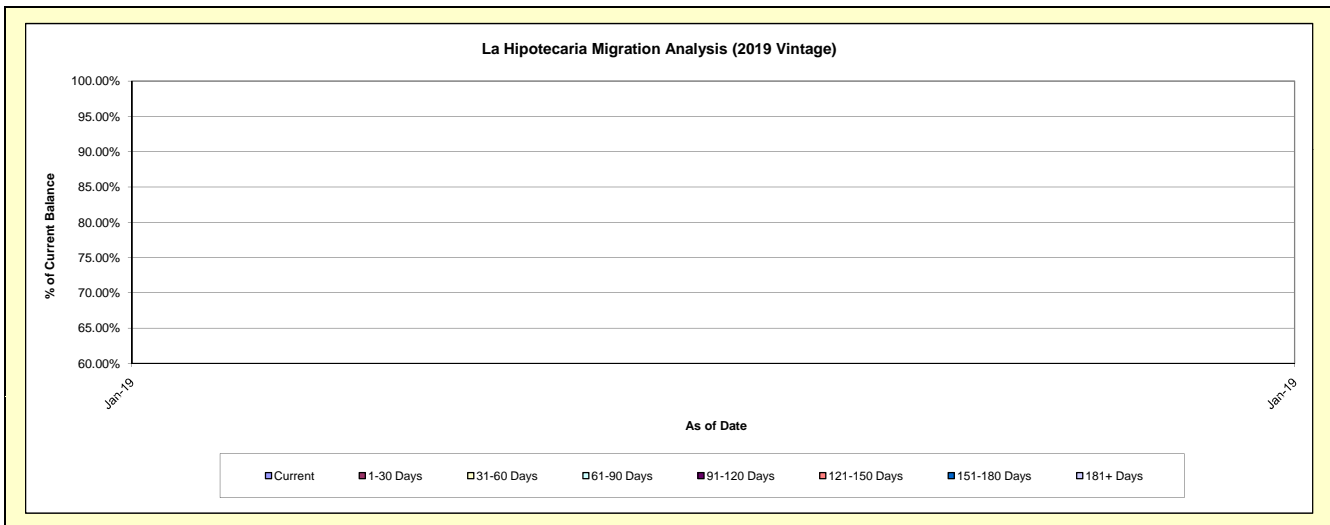 La Hipotecaria Migration Analysis (2019 Vintage)
100.00%
95.00%
90.00%
85.00%
80.00%
75.00%
70.00%
65.00%
60.00%
% of Current Balance
Jan-19
Jan-19
As of Date
Current 1-30 Days 31-60 Days 61-90 Days 91-120 Days 121-150 Days 151-180 Days 181+ Days